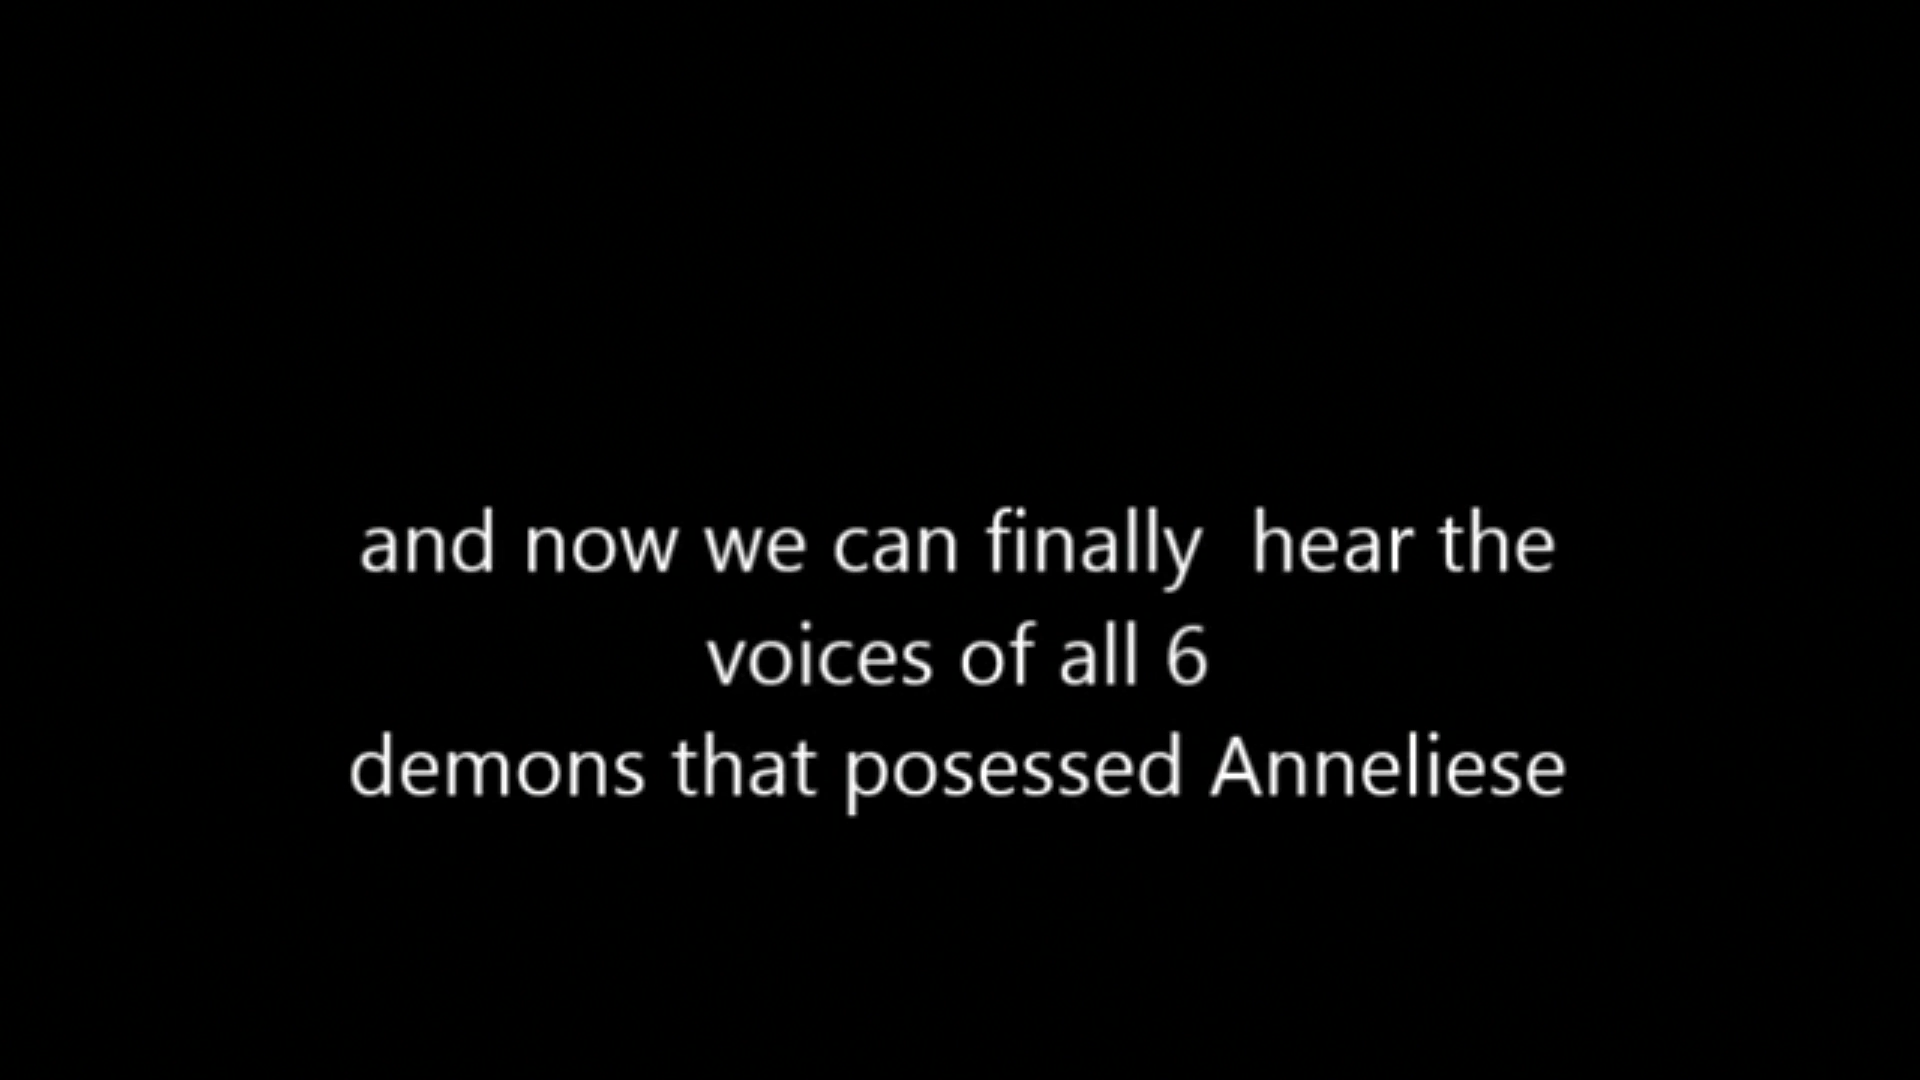 and now we can finally  hear the
voices of all 6
demons that posessed Anneliese